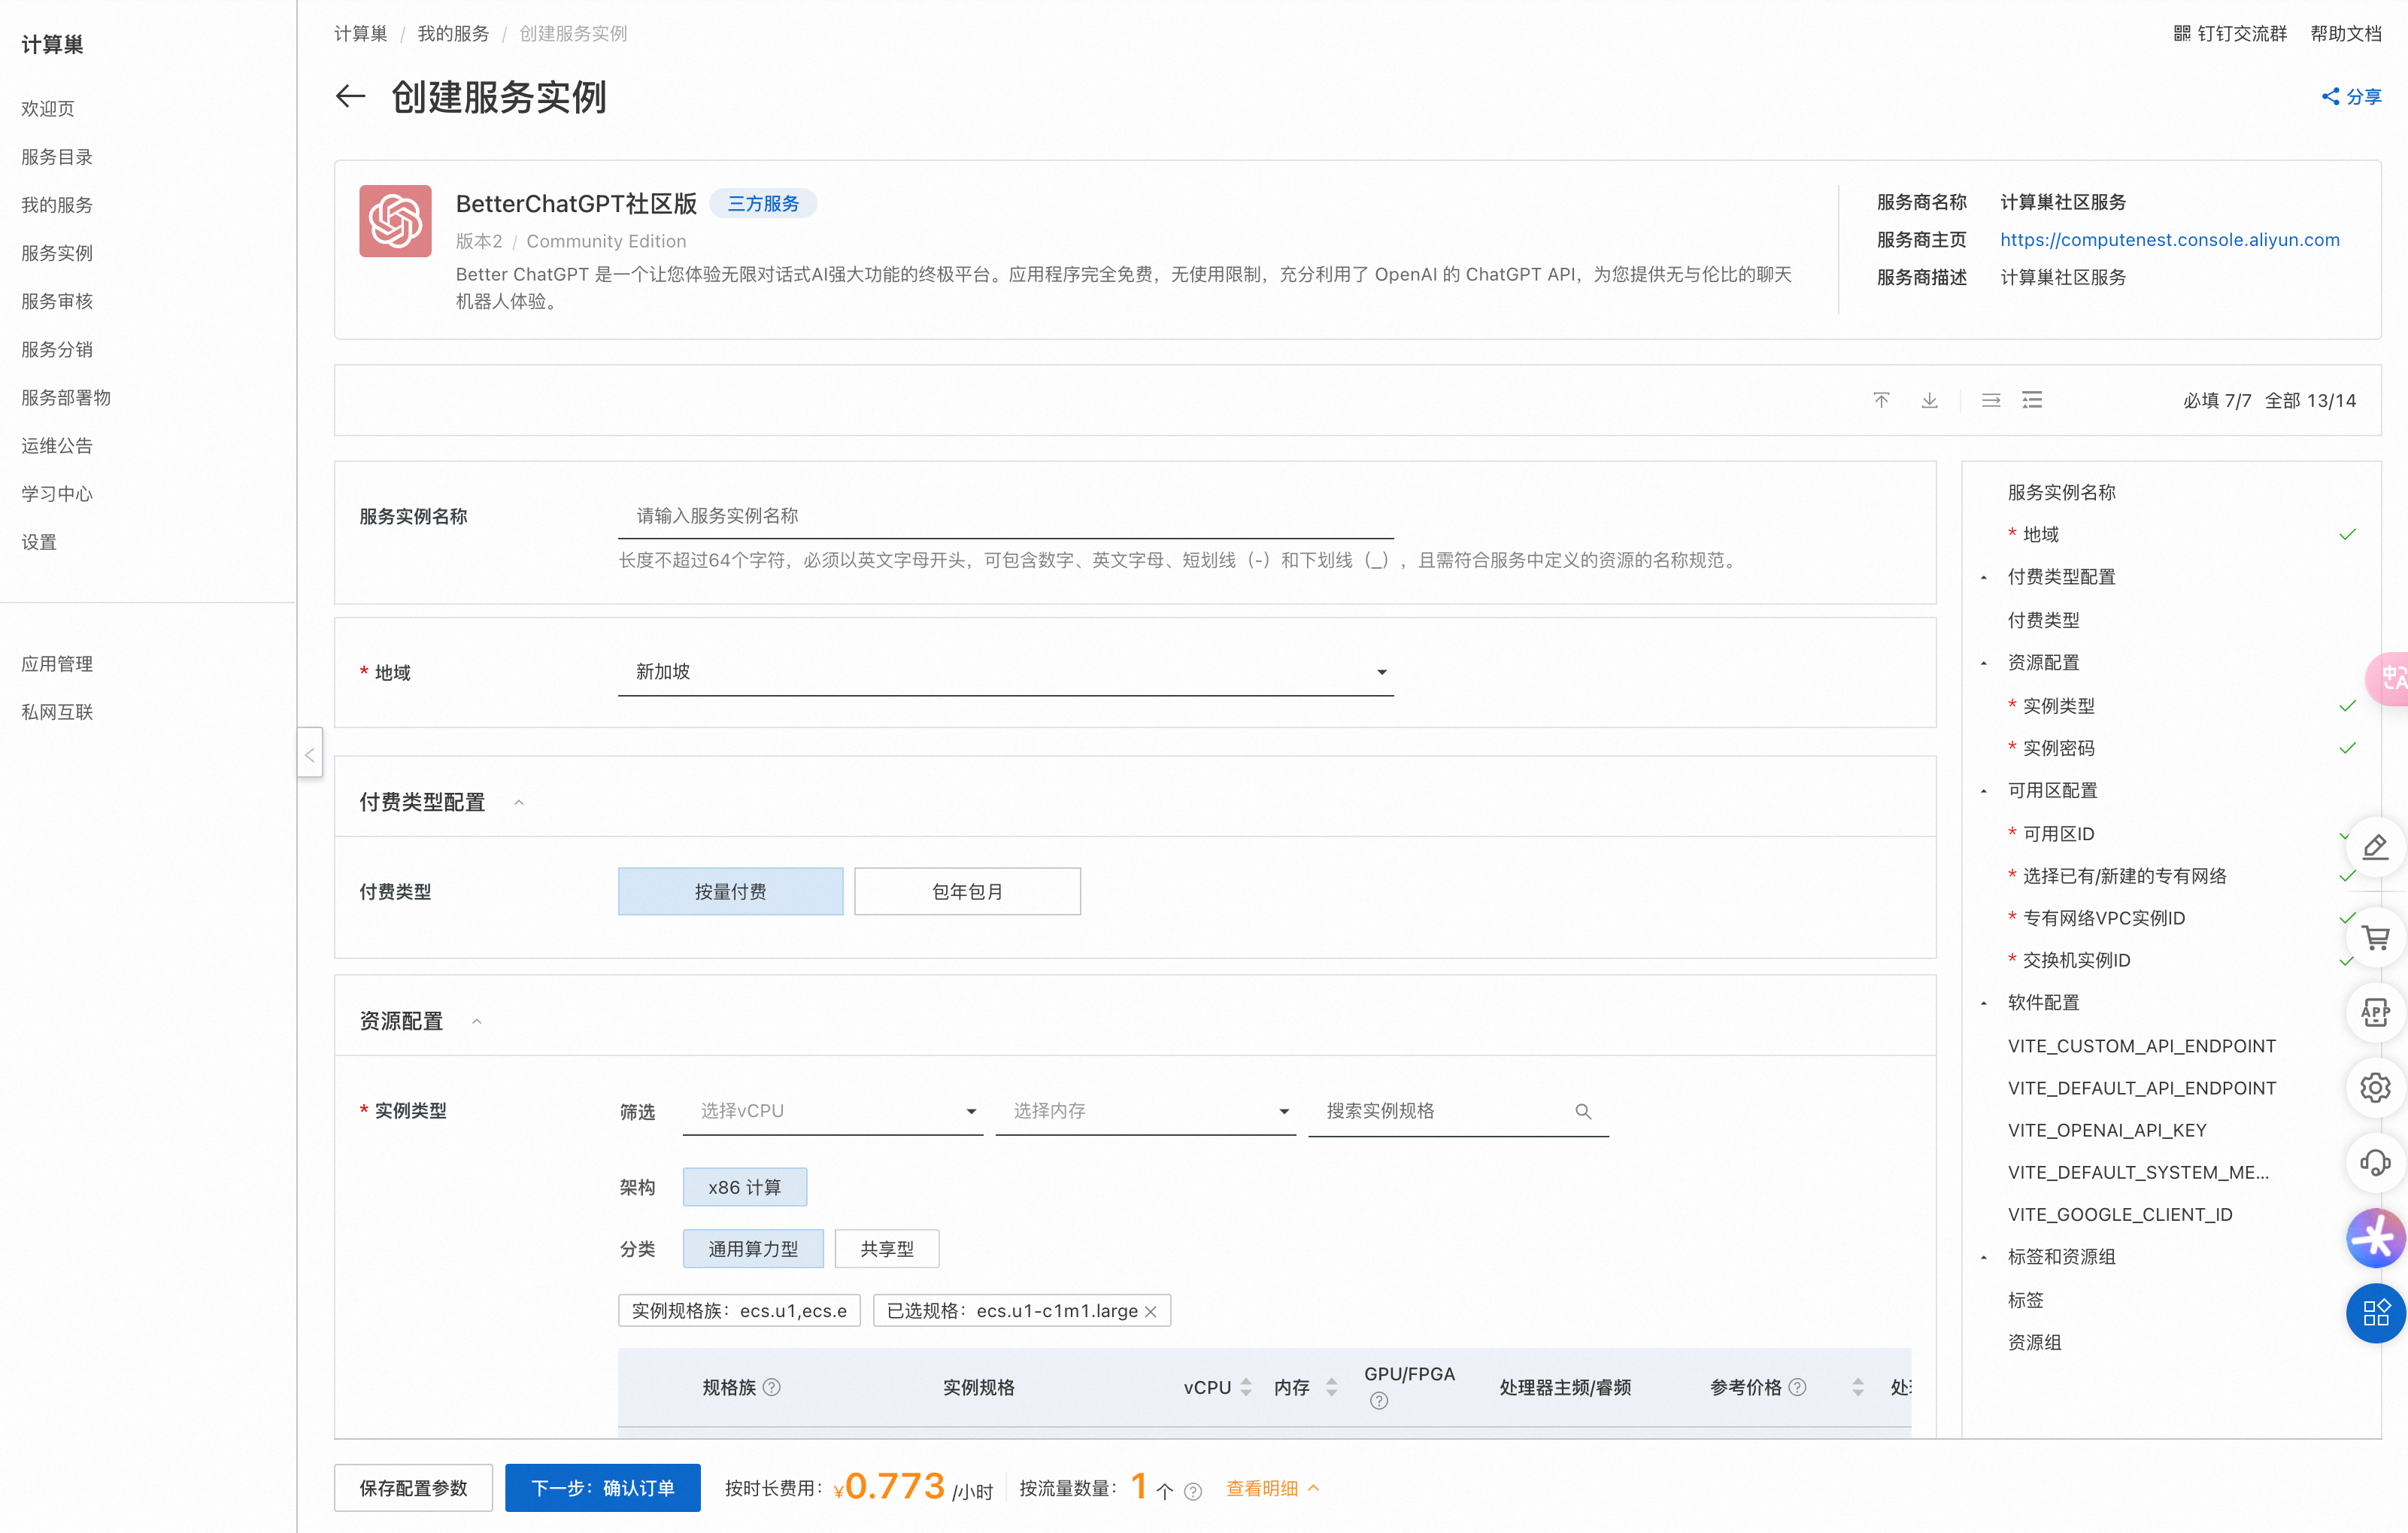 计算巢
欢迎页
服务目录
我的服务
服务实例
服务审核
服务分销
服务部署物
运维公告
学习中心
设置
应用管理
私网互联
计算巢 / 我的服务 / 创建服务实例
钉钉交流群 帮助文档
创建服务实例
分享
BetterChatGPT社区版 三方服务
版本2 / Community Edition
Better ChatGPT 是一个让您体验无限对话式AI强大功能的终极平台。应用程序完全免费，无使用限制，充分利用了 OpenAI 的 ChatGPT API，为您提供无与伦比的聊天
机器人体验。
服务商名称 计算巢社区服务
服务商主页 https://computenest.console.aliyun.com
服务商描述 计算巢社区服务
必填 7/7 全部 13/14
服务实例名称 请输入服务实例名称
长度不超过64个字符，必须以英文字母开头，可包含数字、英文字母、短划线（-）和下划线（_），且需符合服务中定义的资源的名称规范。
* 地域 新加坡
付费类型配置
付费类型 按量付费 包年包月
资源配置
* 实例类型 筛选 选择vCPU 选择内存 搜索实例规格
架构 x86 计算
分类 通用算力型 共享型
实例规格族：ecs.u1,ecs.e 已选规格：ecs.u1-c1m1.large
规格族 实例规格 vCPU 内存 GPU/FPGA 处理器主频/睿频 参考价格
服务实例名称
* 地域
付费类型配置
付费类型
资源配置
* 实例类型
* 实例密码
可用区配置
* 可用区ID
* 选择已有/新建的专有网络
* 专有网络VPC实例ID
* 交换机实例ID
软件配置
VITE_CUSTOM_API_ENDPOINT
VITE_DEFAULT_API_ENDPOINT
VITE_OPENAI_API_KEY
VITE_DEFAULT_SYSTEM_ME...
VITE_GOOGLE_CLIENT_ID
标签和资源组
标签
资源组
中 A
APP
保存配置参数 下一步：确认订单 按时长费用：¥0.773 /小时 按流量数量：1 个 查看明细